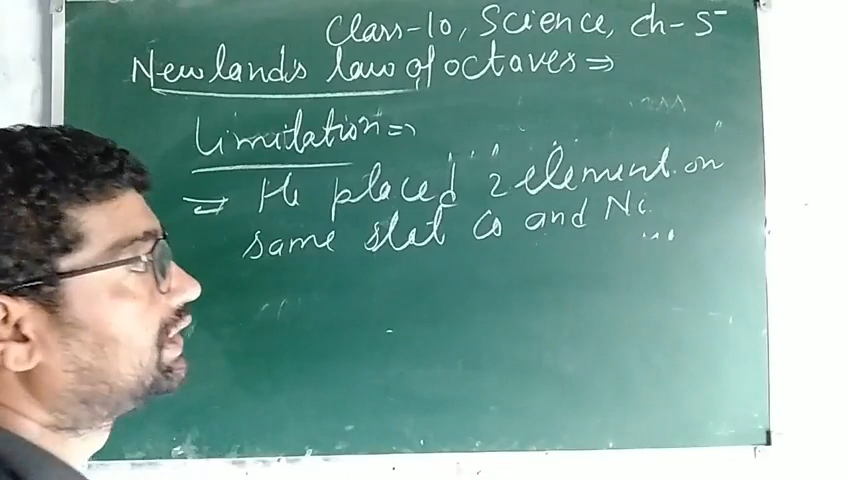 Class-10, Science, ch-5
Newlands law of octaves ⇒
Limitation ⇒
⇒ He placed 2 element on
same slot Co and Ni